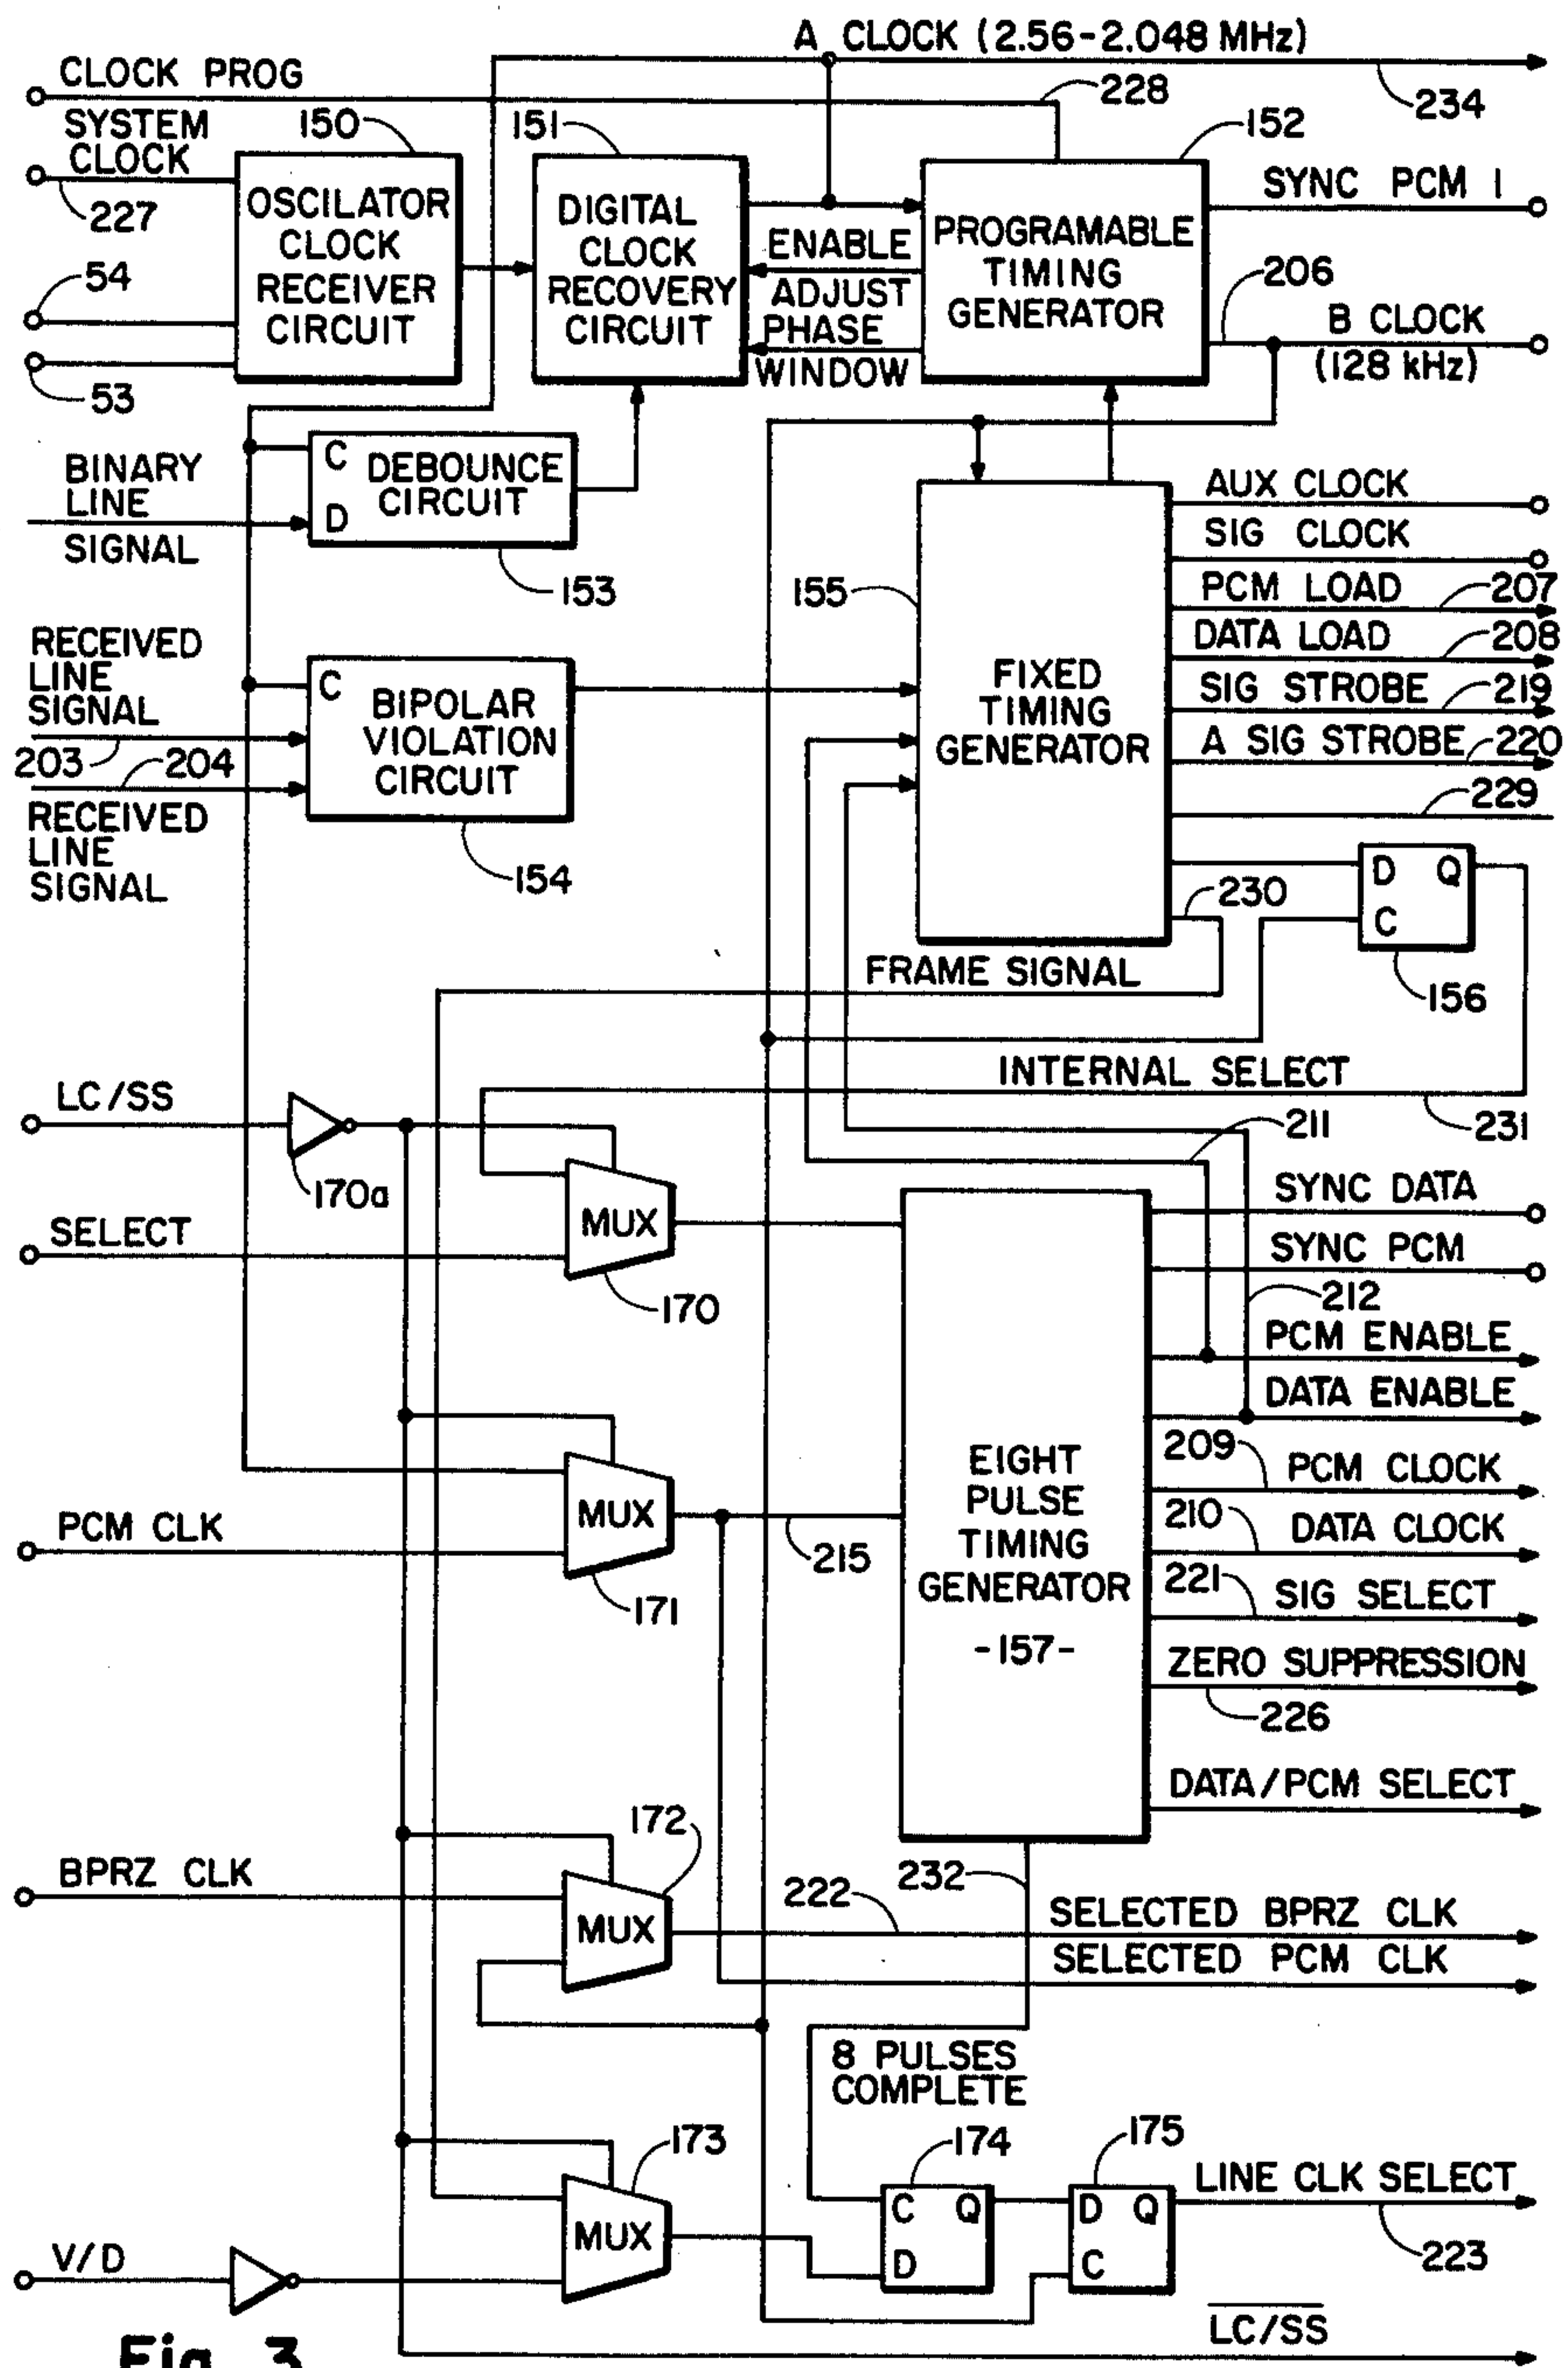 A CLOCK (2.56-2.048 MHz)
CLOCK PROG
228
234
SYSTEM
CLOCK
227
150
151
152
54
53
OSCILATOR
CLOCK
RECEIVER
CIRCUIT
DIGITAL
CLOCK
RECOVERY
CIRCUIT
ENABLE
ADJUST
PHASE
WINDOW
PROGRAMABLE
TIMING
GENERATOR
SYNC PCM 1
206
B CLOCK
(128 kHz)
BINARY
LINE
SIGNAL
C
D
DEBOUNCE
CIRCUIT
153
155
AUX CLOCK
SIG CLOCK
PCM LOAD
207
DATA LOAD
208
SIG STROBE
219
A SIG STROBE
220
229
RECEIVED
LINE
SIGNAL
203
204
RECEIVED
LINE
SIGNAL
C
BIPOLAR
VIOLATION
CIRCUIT
154
FIXED
TIMING
GENERATOR
D Q
C
156
230
FRAME SIGNAL
INTERNAL SELECT
231
211
LC/SS
170a
SELECT
MUX
170
SYNC DATA
SYNC PCM
212
PCM ENABLE
DATA ENABLE
209
PCM CLOCK
210
DATA CLOCK
221
SIG SELECT
ZERO SUPPRESSION
226
DATA/PCM SELECT
PCM CLK
MUX
171
215
EIGHT
PULSE
TIMING
GENERATOR
-157-
BPRZ CLK
172
MUX
222
232
SELECTED BPRZ CLK
SELECTED PCM CLK
8 PULSES
COMPLETE
173
174
175
V/D
MUX
C Q
D
D Q
C
LINE CLK SELECT
223
LC/SS
Fig. 3